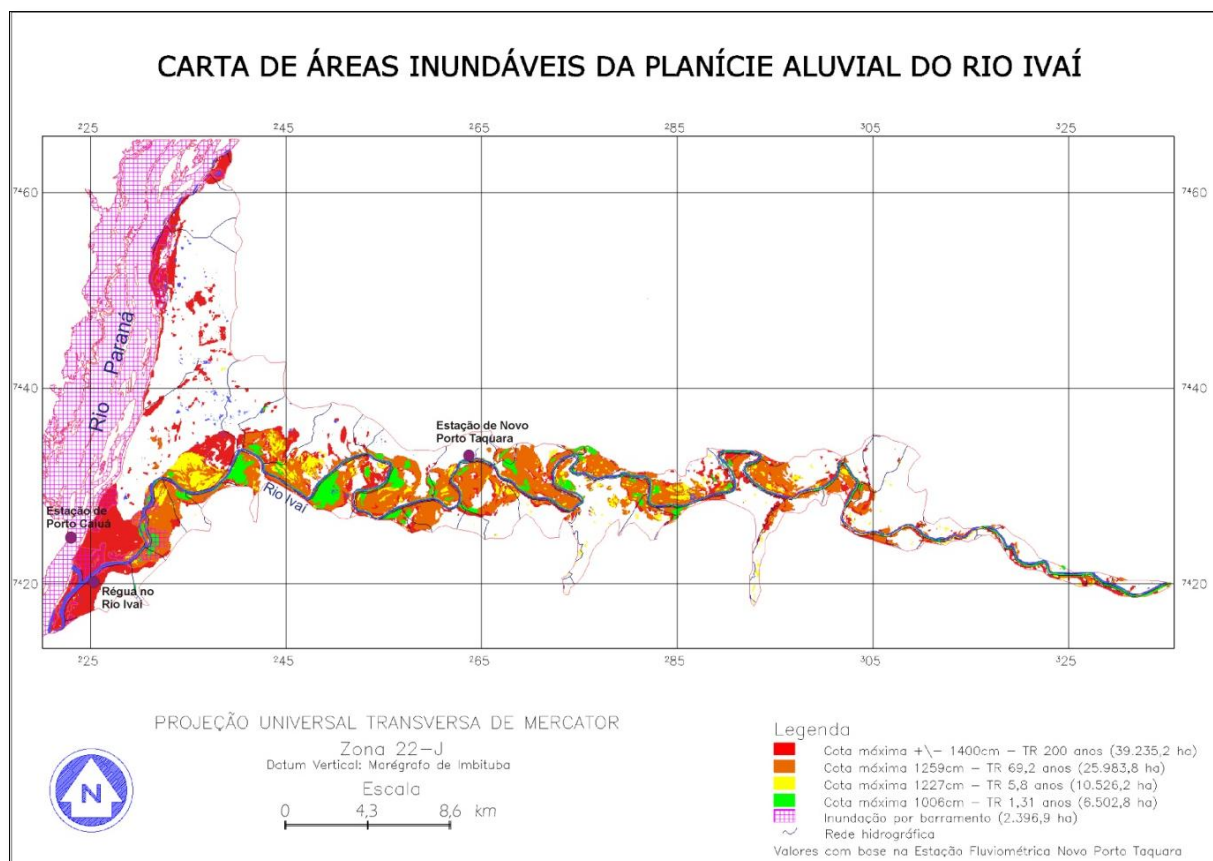 CARTA DE ÁREAS INUNDÁVEIS DA PLANÍCIE ALUVIAL DO RIO IVAÍ
225 245 265 285 305 325
7460 7460
Rio Paraná
7440 7440
Estação de Novo
Porto Taquara
Rio Ivaí
Estação de
Porto Caiuá
7420 7420
Régua no
Rio Ivaí
225 245 265 285 305 325
PROJEÇÃO UNIVERSAL TRANSVERSA DE MERCATOR
Zona 22-J
Datum Vertical: Marégrafo de Imbituba
Escala
0 4,3 8,6 km
N
Legenda
Cota máxima +\- 1400cm - TR 200 anos (39.235,2 ha)
Cota máxima 1259cm - TR 69,2 anos (25.983,8 ha)
Cota máxima 1227cm - TR 5,8 anos (10.526,2 ha)
Cota máxima 1006cm - TR 1,31 anos (6.502,8 ha)
Inundação por barramento (2.396,9 ha)
Rede hidrográfica
Valores com base na Estação Fluviométrica Novo Porto Taquara